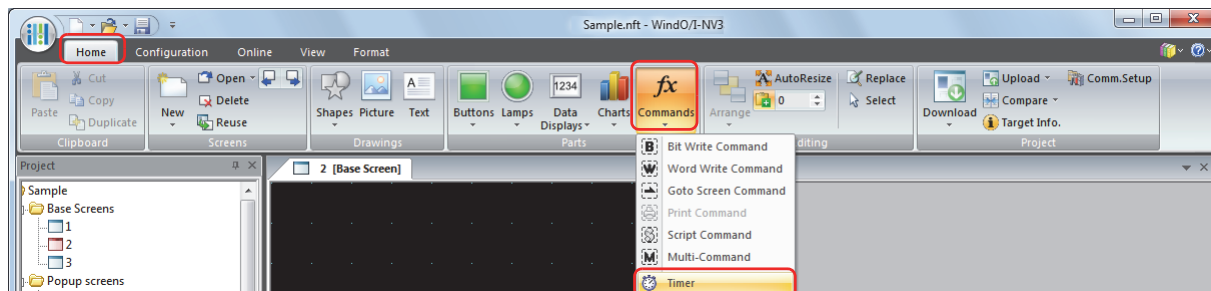 Sample.nft - WindO/I-NV3
Home Configuration Online View Format
Cut
Copy
Duplicate
Paste
Clipboard
New
Open
Delete
Reuse
Screens
Shapes Picture Text
Drawings
Buttons Lamps
1234
Data
Displays
Charts
fx
Commands
Parts
Arrange
AutoResize
0
Replace
Select
diting
Download
Upload
Compare
Target Info.
Comm.Setup
Project
Project
Sample
Base Screens
1
2
3
Popup screens
2 [Base Screen]
B Bit Write Command
W Word Write Command
Goto Screen Command
Print Command
S Script Command
M Multi-Command
Timer